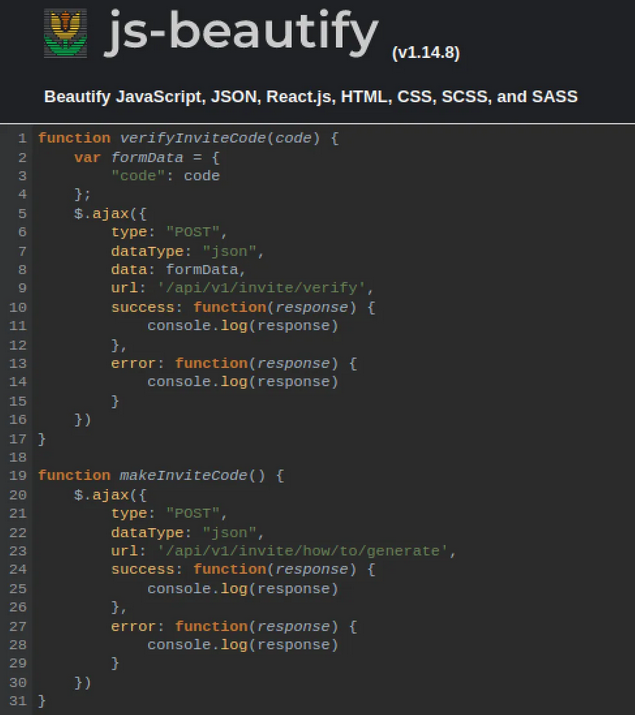 js-beautify (v1.14.8)
Beautify JavaScript, JSON, React.js, HTML, CSS, SCSS, and SASS
1 function verifyInviteCode(code) {
2     var formData = {
3         "code": code
4     };
5     $.ajax({
6         type: "POST",
7         dataType: "json",
8         data: formData,
9         url: '/api/v1/invite/verify',
10         success: function(response) {
11             console.log(response)
12         },
13         error: function(response) {
14             console.log(response)
15         }
16     })
17 }
18
19 function makeInviteCode() {
20     $.ajax({
21         type: "POST",
22         dataType: "json",
23         url: '/api/v1/invite/how/to/generate',
24         success: function(response) {
25             console.log(response)
26         },
27         error: function(response) {
28             console.log(response)
29         }
30     })
31 }